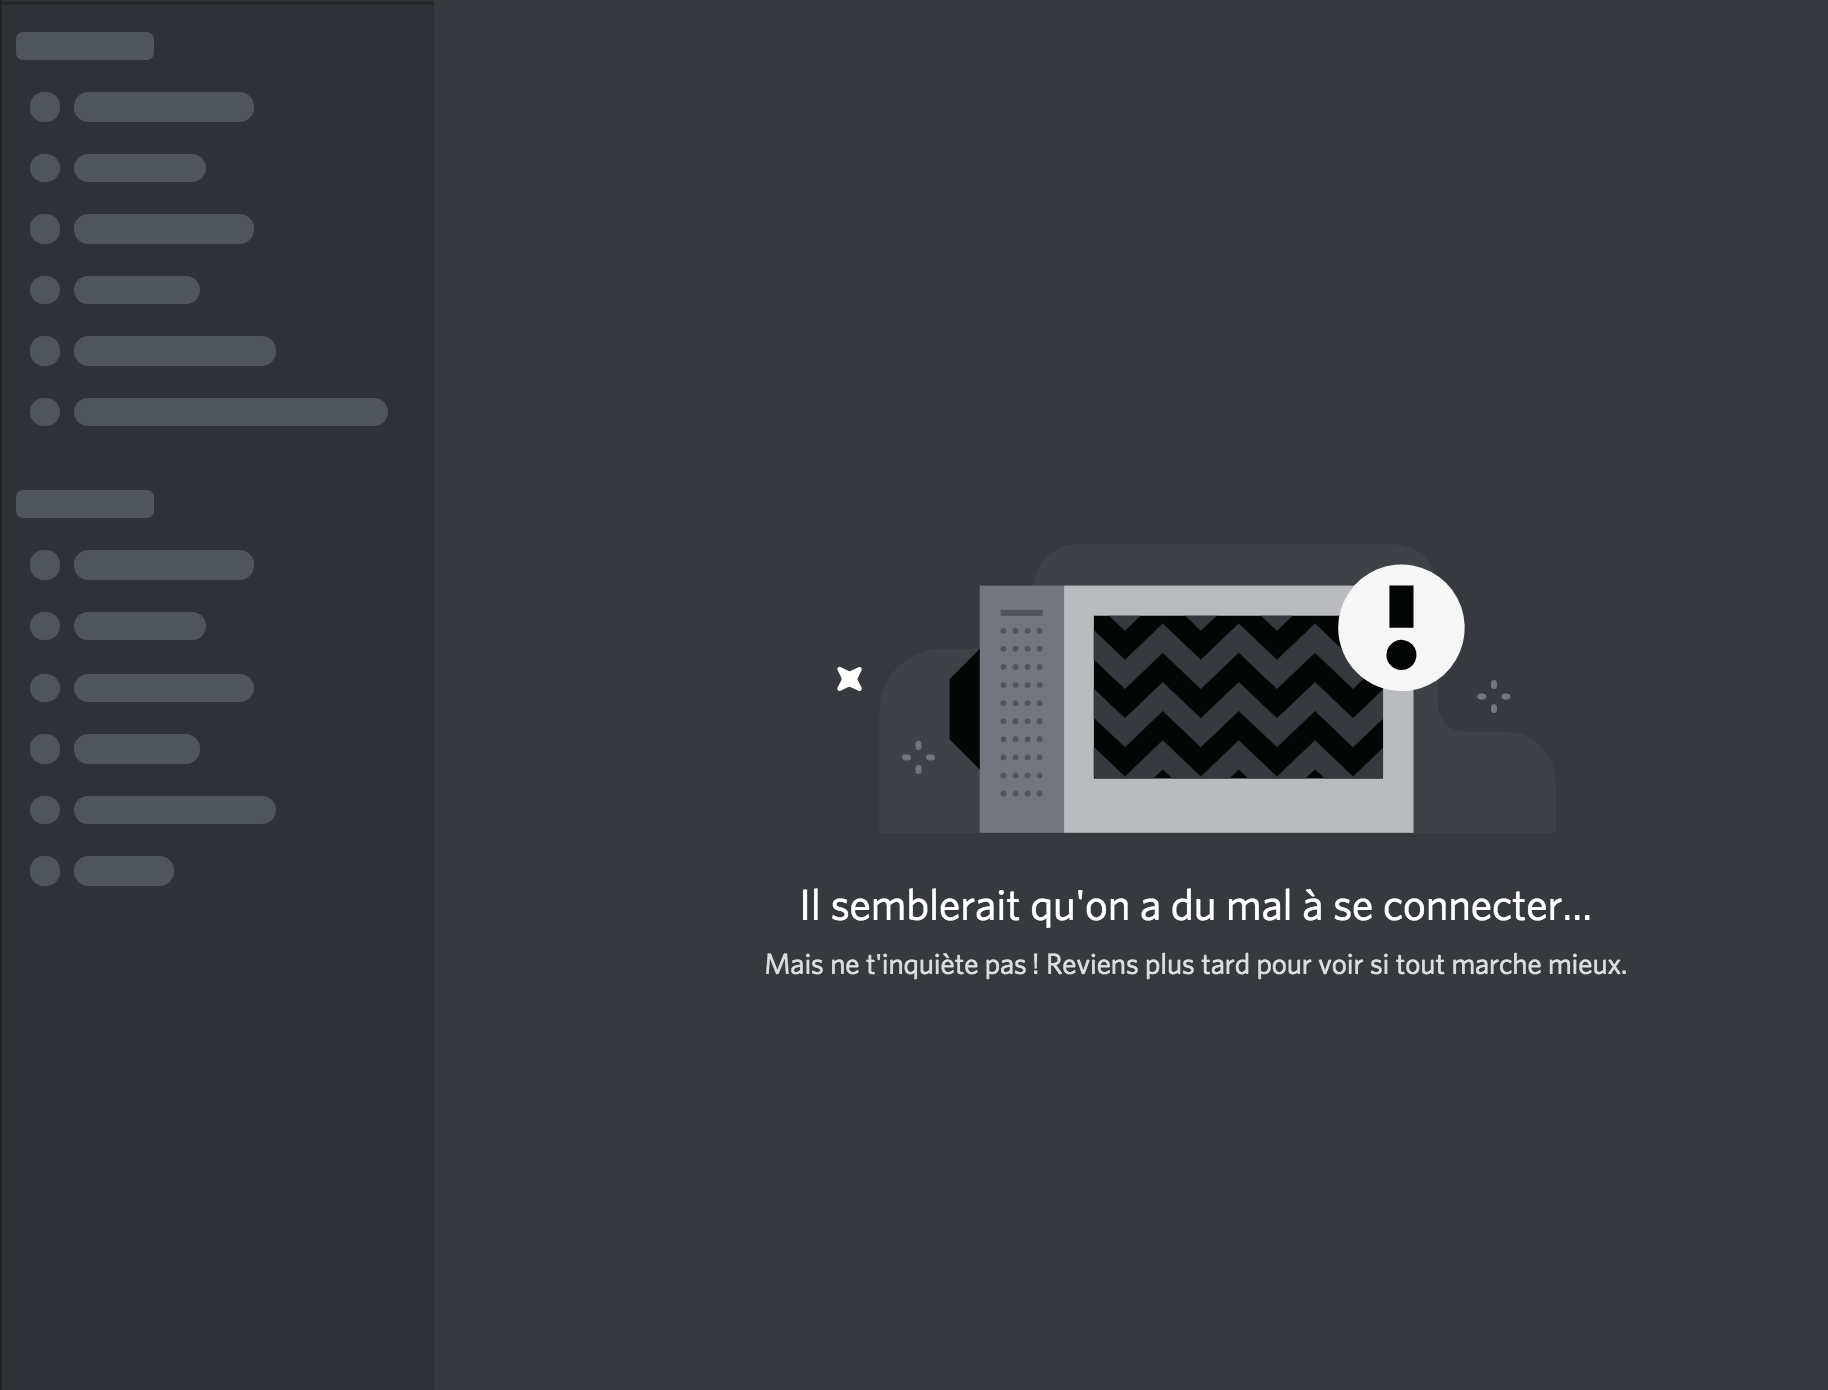 Il semblerait qu'on a du mal à se connecter...
Mais ne t'inquiète pas ! Reviens plus tard pour voir si tout marche mieux.